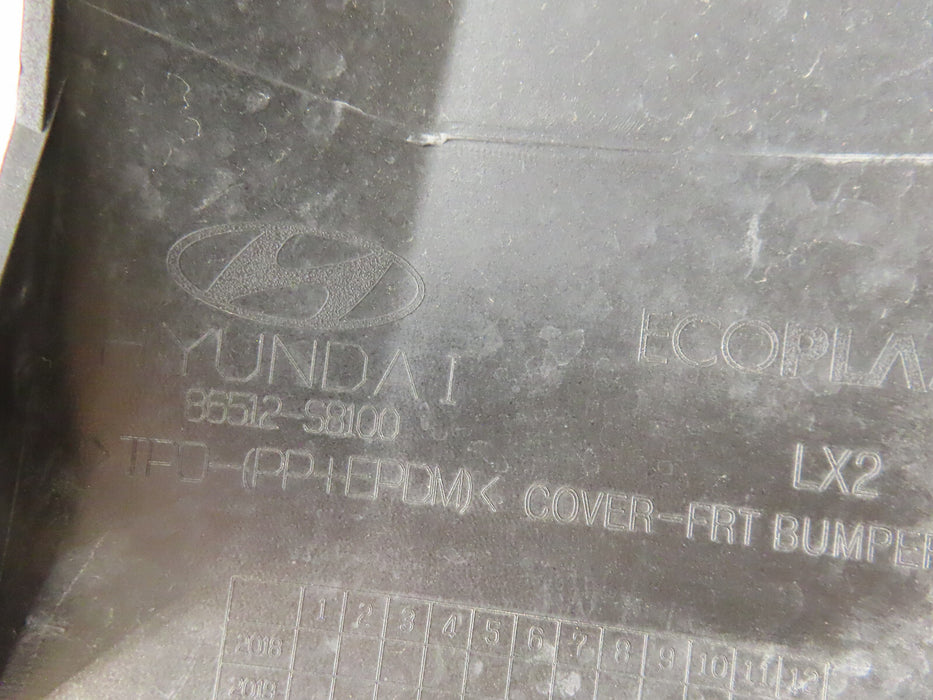 HYUNDAI
86512-S8100
ECOPLA
LX2
>TPO-(PP+EPDM)< COVER-FRT BUMPER
1 2 3 4 5 6 7 8 9 10 11 12
2018
2019